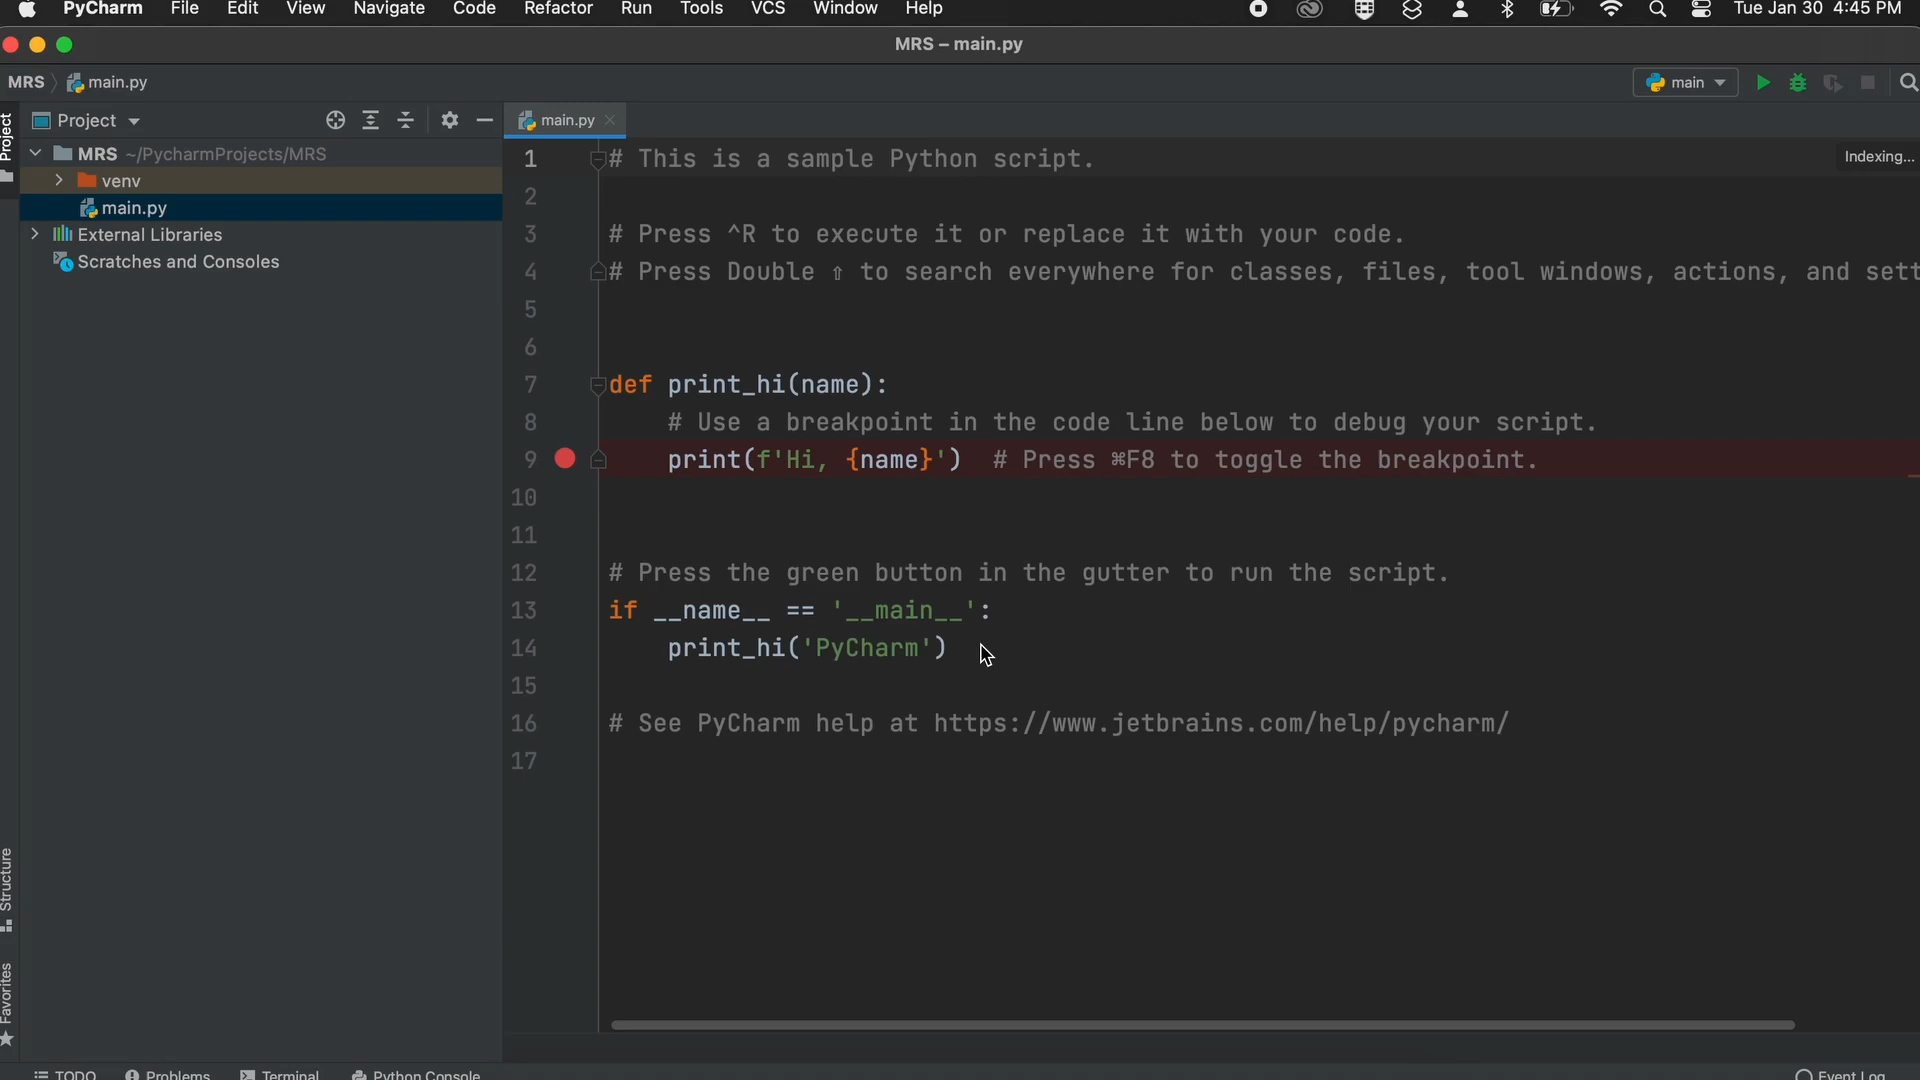 PyCharm File Edit View Navigate Code Refactor Run Tools VCS Window Help Tue Jan 30 4:45 PM
MRS – main.py
MRS main.py main
Project
Project
main.py
MRS ~/PycharmProjects/MRS
venv
main.py
External Libraries
Scratches and Consoles
Structure
Favorites
1 # This is a sample Python script.
Indexing...
2
3 # Press ^R to execute it or replace it with your code.
4 # Press Double ⇧ to search everywhere for classes, files, tool windows, actions, and sett
5
6
7 def print_hi(name):
8 # Use a breakpoint in the code line below to debug your script.
9 print(f'Hi, {name}') # Press ⌘F8 to toggle the breakpoint.
10
11
12 # Press the green button in the gutter to run the script.
13 if __name__ == '__main__':
14 print_hi('PyCharm')
15
16 # See PyCharm help at https://www.jetbrains.com/help/pycharm/
17
TODO Problems Terminal Python Console Event Log